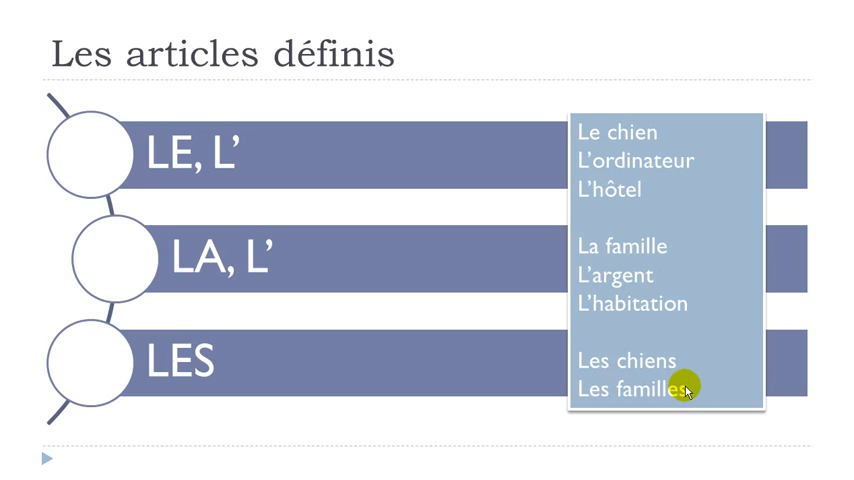 Les articles définis
LE, L’
LA, L’
LES
Le chien
L’ordinateur
L’hôtel
La famille
L’argent
L’habitation
Les chiens
Les familles